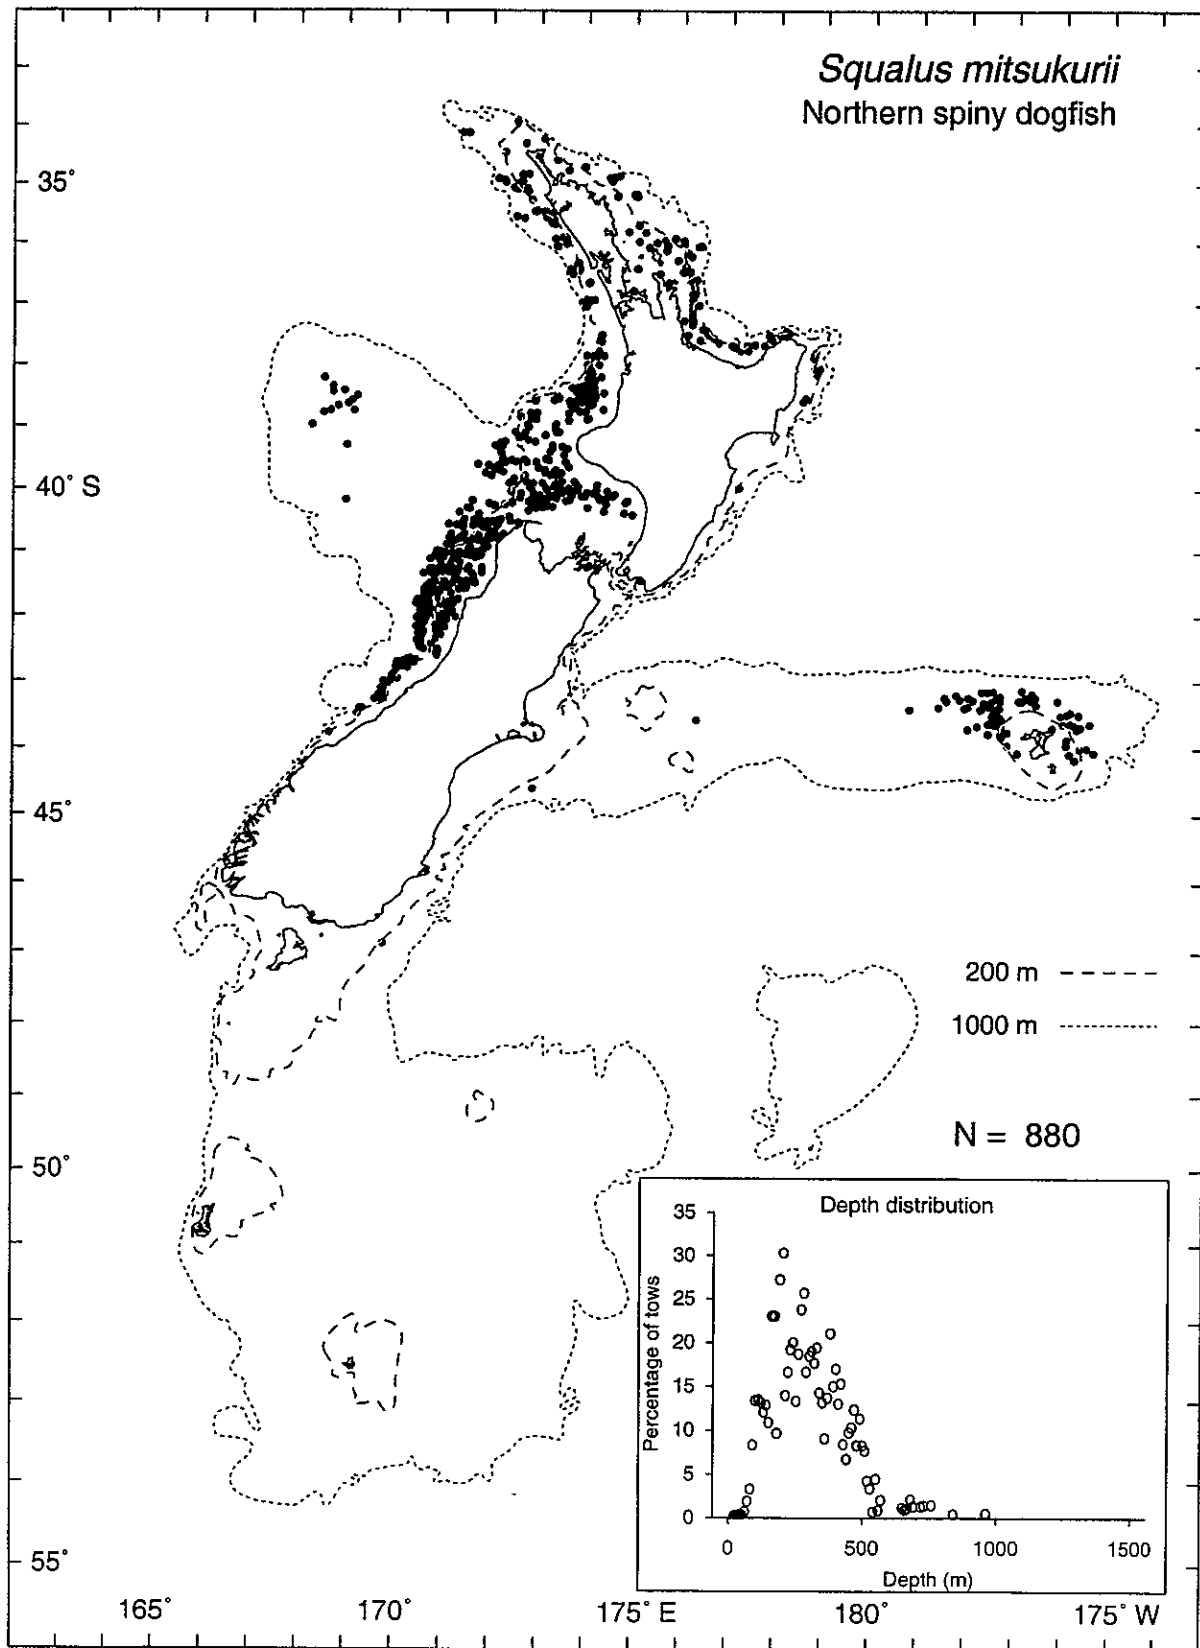 Squalus mitsukurii
Northern spiny dogfish
35°
40° S
45°
200 m
1000 m
N = 880
50°
Depth distribution
35
30
25
20
15
10
5
0
Percentage of tows
0 500 1000 1500
Depth (m)
55°
165° 170° 175° E 180° 175° W